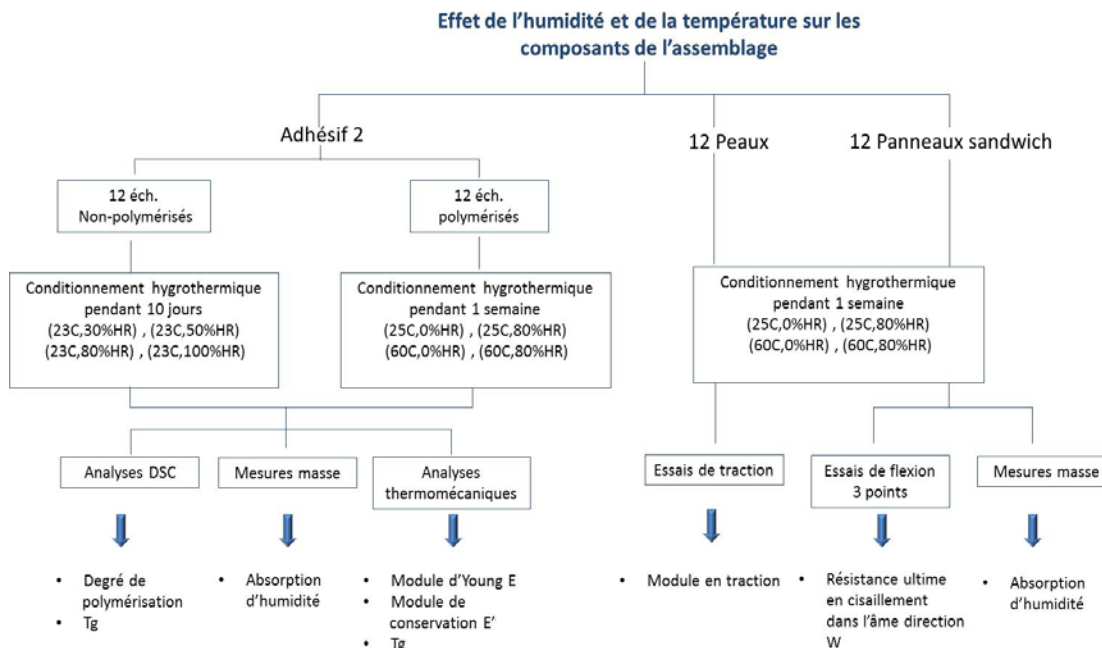 Effet de l’humidité et de la température sur les
composants de l’assemblage
Adhésif 2
12 Peaux
12 Panneaux sandwich
12 éch.
Non-polymérisés
12 éch.
polymérisés
Conditionnement hygrothermique
pendant 10 jours
(23C,30%HR) , (23C,50%HR)
(23C,80%HR) , (23C,100%HR)
Conditionnement hygrothermique
pendant 1 semaine
(25C,0%HR) , (25C,80%HR)
(60C,0%HR) , (60C,80%HR)
Conditionnement hygrothermique
pendant 1 semaine
(25C,0%HR) , (25C,80%HR)
(60C,0%HR) , (60C,80%HR)
Analyses DSC
Mesures masse
Analyses
thermomécaniques
Essais de traction
Essais de flexion
3 points
Mesures masse
• Degré de
polymérisation
• Tg
• Absorption
d’humidité
• Module d’Young E
• Module de
conservation E’
• Tg
• Module en traction
• Résistance ultime
en cisaillement
dans l’âme direction
W
• Absorption
d’humidité